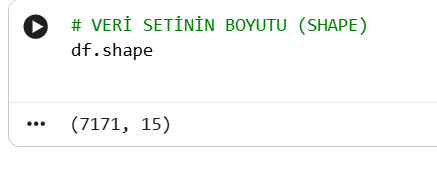 # VERİ SETİNİN BOYUTU (SHAPE)
df.shape
(7171, 15)